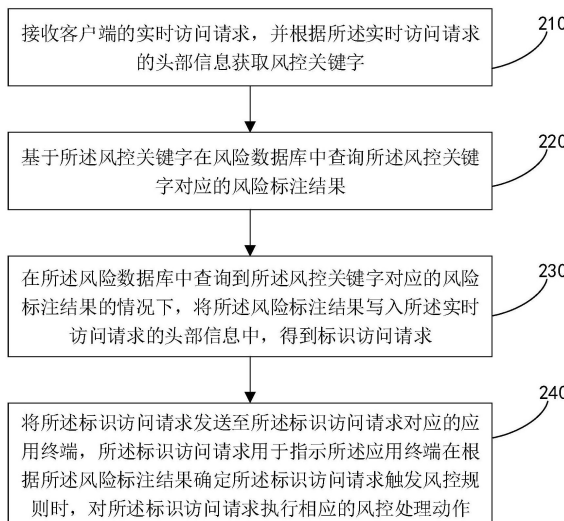 接收客户端的实时访问请求，并根据所述实时访问请求
的头部信息获取风控关键字
210
基于所述风控关键字在风险数据库中查询所述风控关键
字对应的风险标注结果
220
在所述风险数据库中查询到所述风控关键字对应的风险
标注结果的情况下，将所述风险标注结果写入所述实时
访问请求的头部信息中，得到标识访问请求
230
将所述标识访问请求发送至所述标识访问请求对应的应
用终端，所述标识访问请求用于指示所述应用终端在根
据所述风险标注结果确定所述标识访问请求触发风控规
则时，对所述标识访问请求执行相应的风控处理动作
240